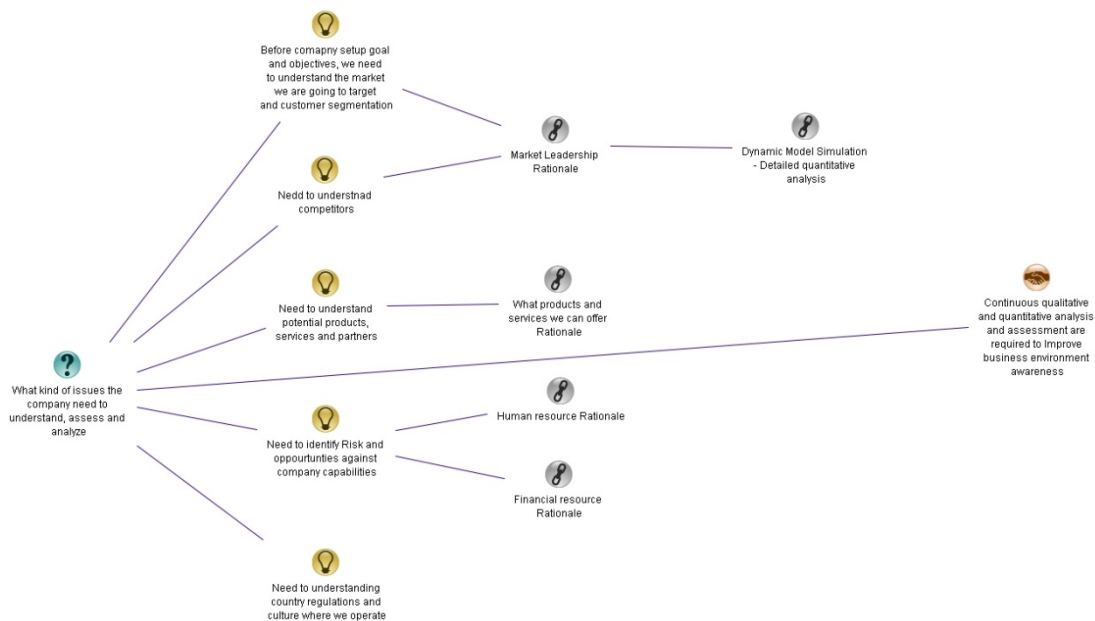 Before comapny setup goal
and objectives, we need
to understand the market
we are going to target
and customer segmentation
Market Leadership
Rationale
Dynamic Model Simulation
- Detailed quantitative
analysis
Nedd to understnad
competitors
Need to understand
potential products,
services and partners
What products and
services we can offer
Rationale
Continuous qualitative
and quantitative analysis
and assessment are
required to Improve
business environment
awareness
?
What kind of issues the
company need to
understand, assess and
analyze
Need to identify Risk and
oppourtunties against
company capabilities
Human resource Rationale
Financial resource
Rationale
Need to understanding
country regulations and
culture where we operate